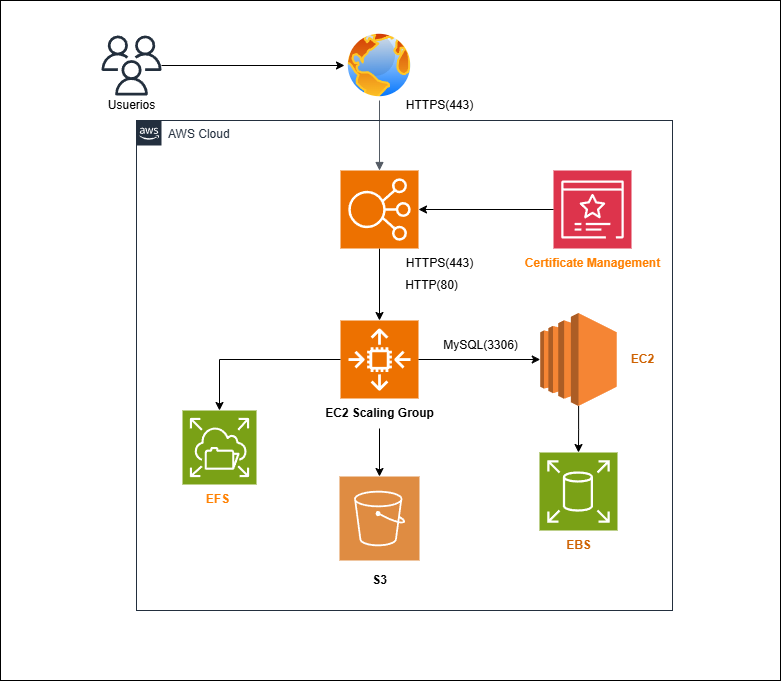 Usuerios
HTTPS(443)
aws
AWS Cloud
Certificate Management
HTTPS(443)
HTTP(80)
MySQL(3306)
EC2
EC2 Scaling Group
EFS
EBS
S3